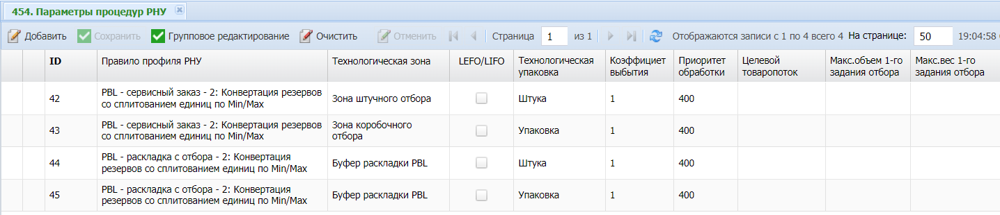 454. Параметры процедур РНУ
Добавить Сохранить Групповое редактирование Очистить Отменить Страница 1 из 1 Отображаются записи с 1 по 4 всего 4 На странице: 50 19:04:58
ID Правило профиля РНУ Технологическая зона LEFO/LIFO Технологическая упаковка Коэффициет выбытия Приоритет обработки Целевой товаропоток Макс.объем 1-го задания отбора Макс.вес 1-го задания отбора
42 PBL - сервисный заказ - 2: Конвертация резервов со сплитованием единиц по Min/Max Зона штучного отбора Штука 1 400
43 PBL - сервисный заказ - 2: Конвертация резервов со сплитованием единиц по Min/Max Зона коробочного отбора Упаковка 1 400
44 PBL - раскладка с отбора - 2: Конвертация резервов со сплитованием единиц по Min/Max Буфер раскладки PBL Штука 1 400
45 PBL - раскладка с отбора - 2: Конвертация резервов со сплитованием единиц по Min/Max Буфер раскладки PBL Упаковка 1 400